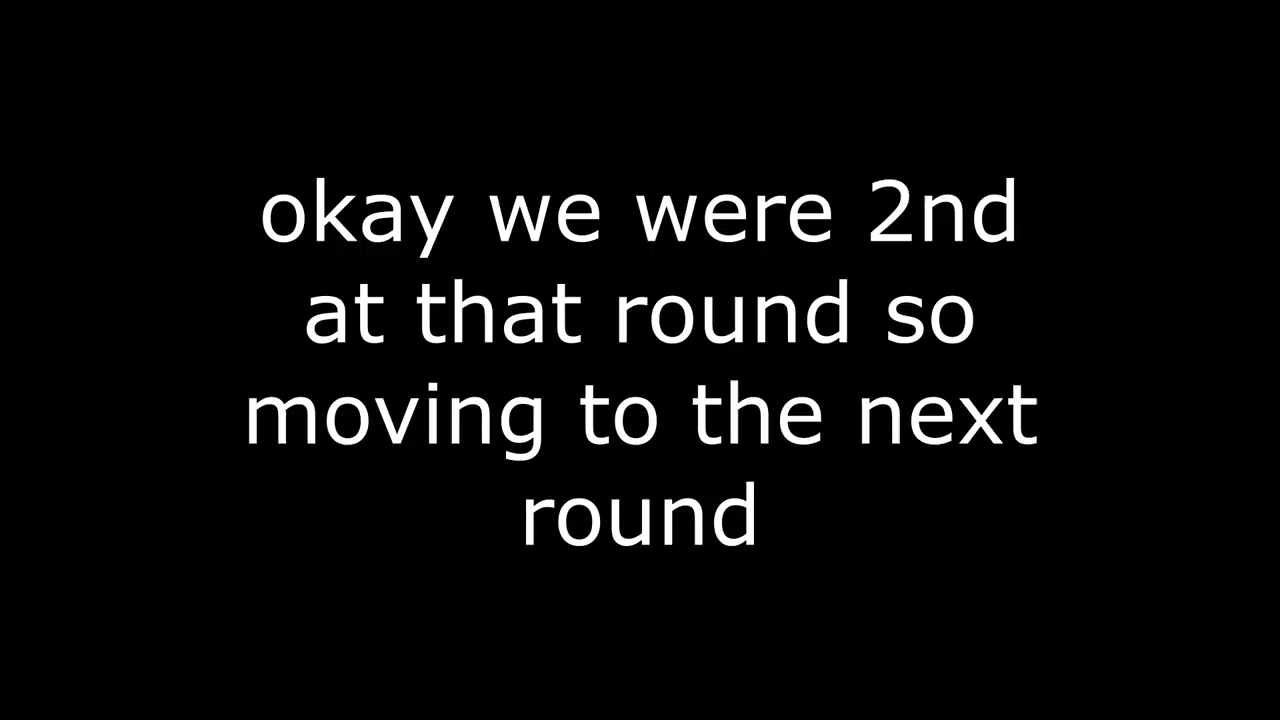 okay we were 2nd
at that round so
moving to the next
round